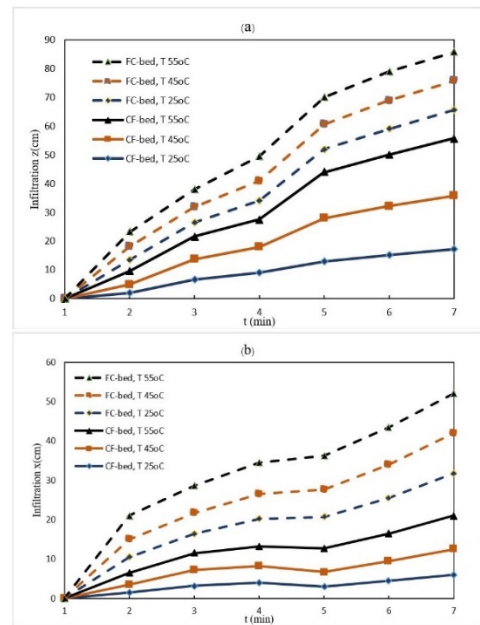 (a)
90
80
70
60
50
40
30
20
10
0
FC-bed, T 55oC
FC-bed, T 45oC
FC-bed, T 25oC
CF-bed, T 55oC
CF-bed, T 45oC
CF-bed, T 25oC
Infiltration z(cm)
1 2 3 4 5 6 7
t (min)
(b)
60
50
40
30
20
10
0
FC-bed, T 55oC
FC-bed, T 45oC
FC-bed, T 25oC
CF-bed, T 55oC
CF-bed, T 45oC
CF-bed, T 25oC
Infiltration x(cm)
1 2 3 4 5 6 7
t (min)